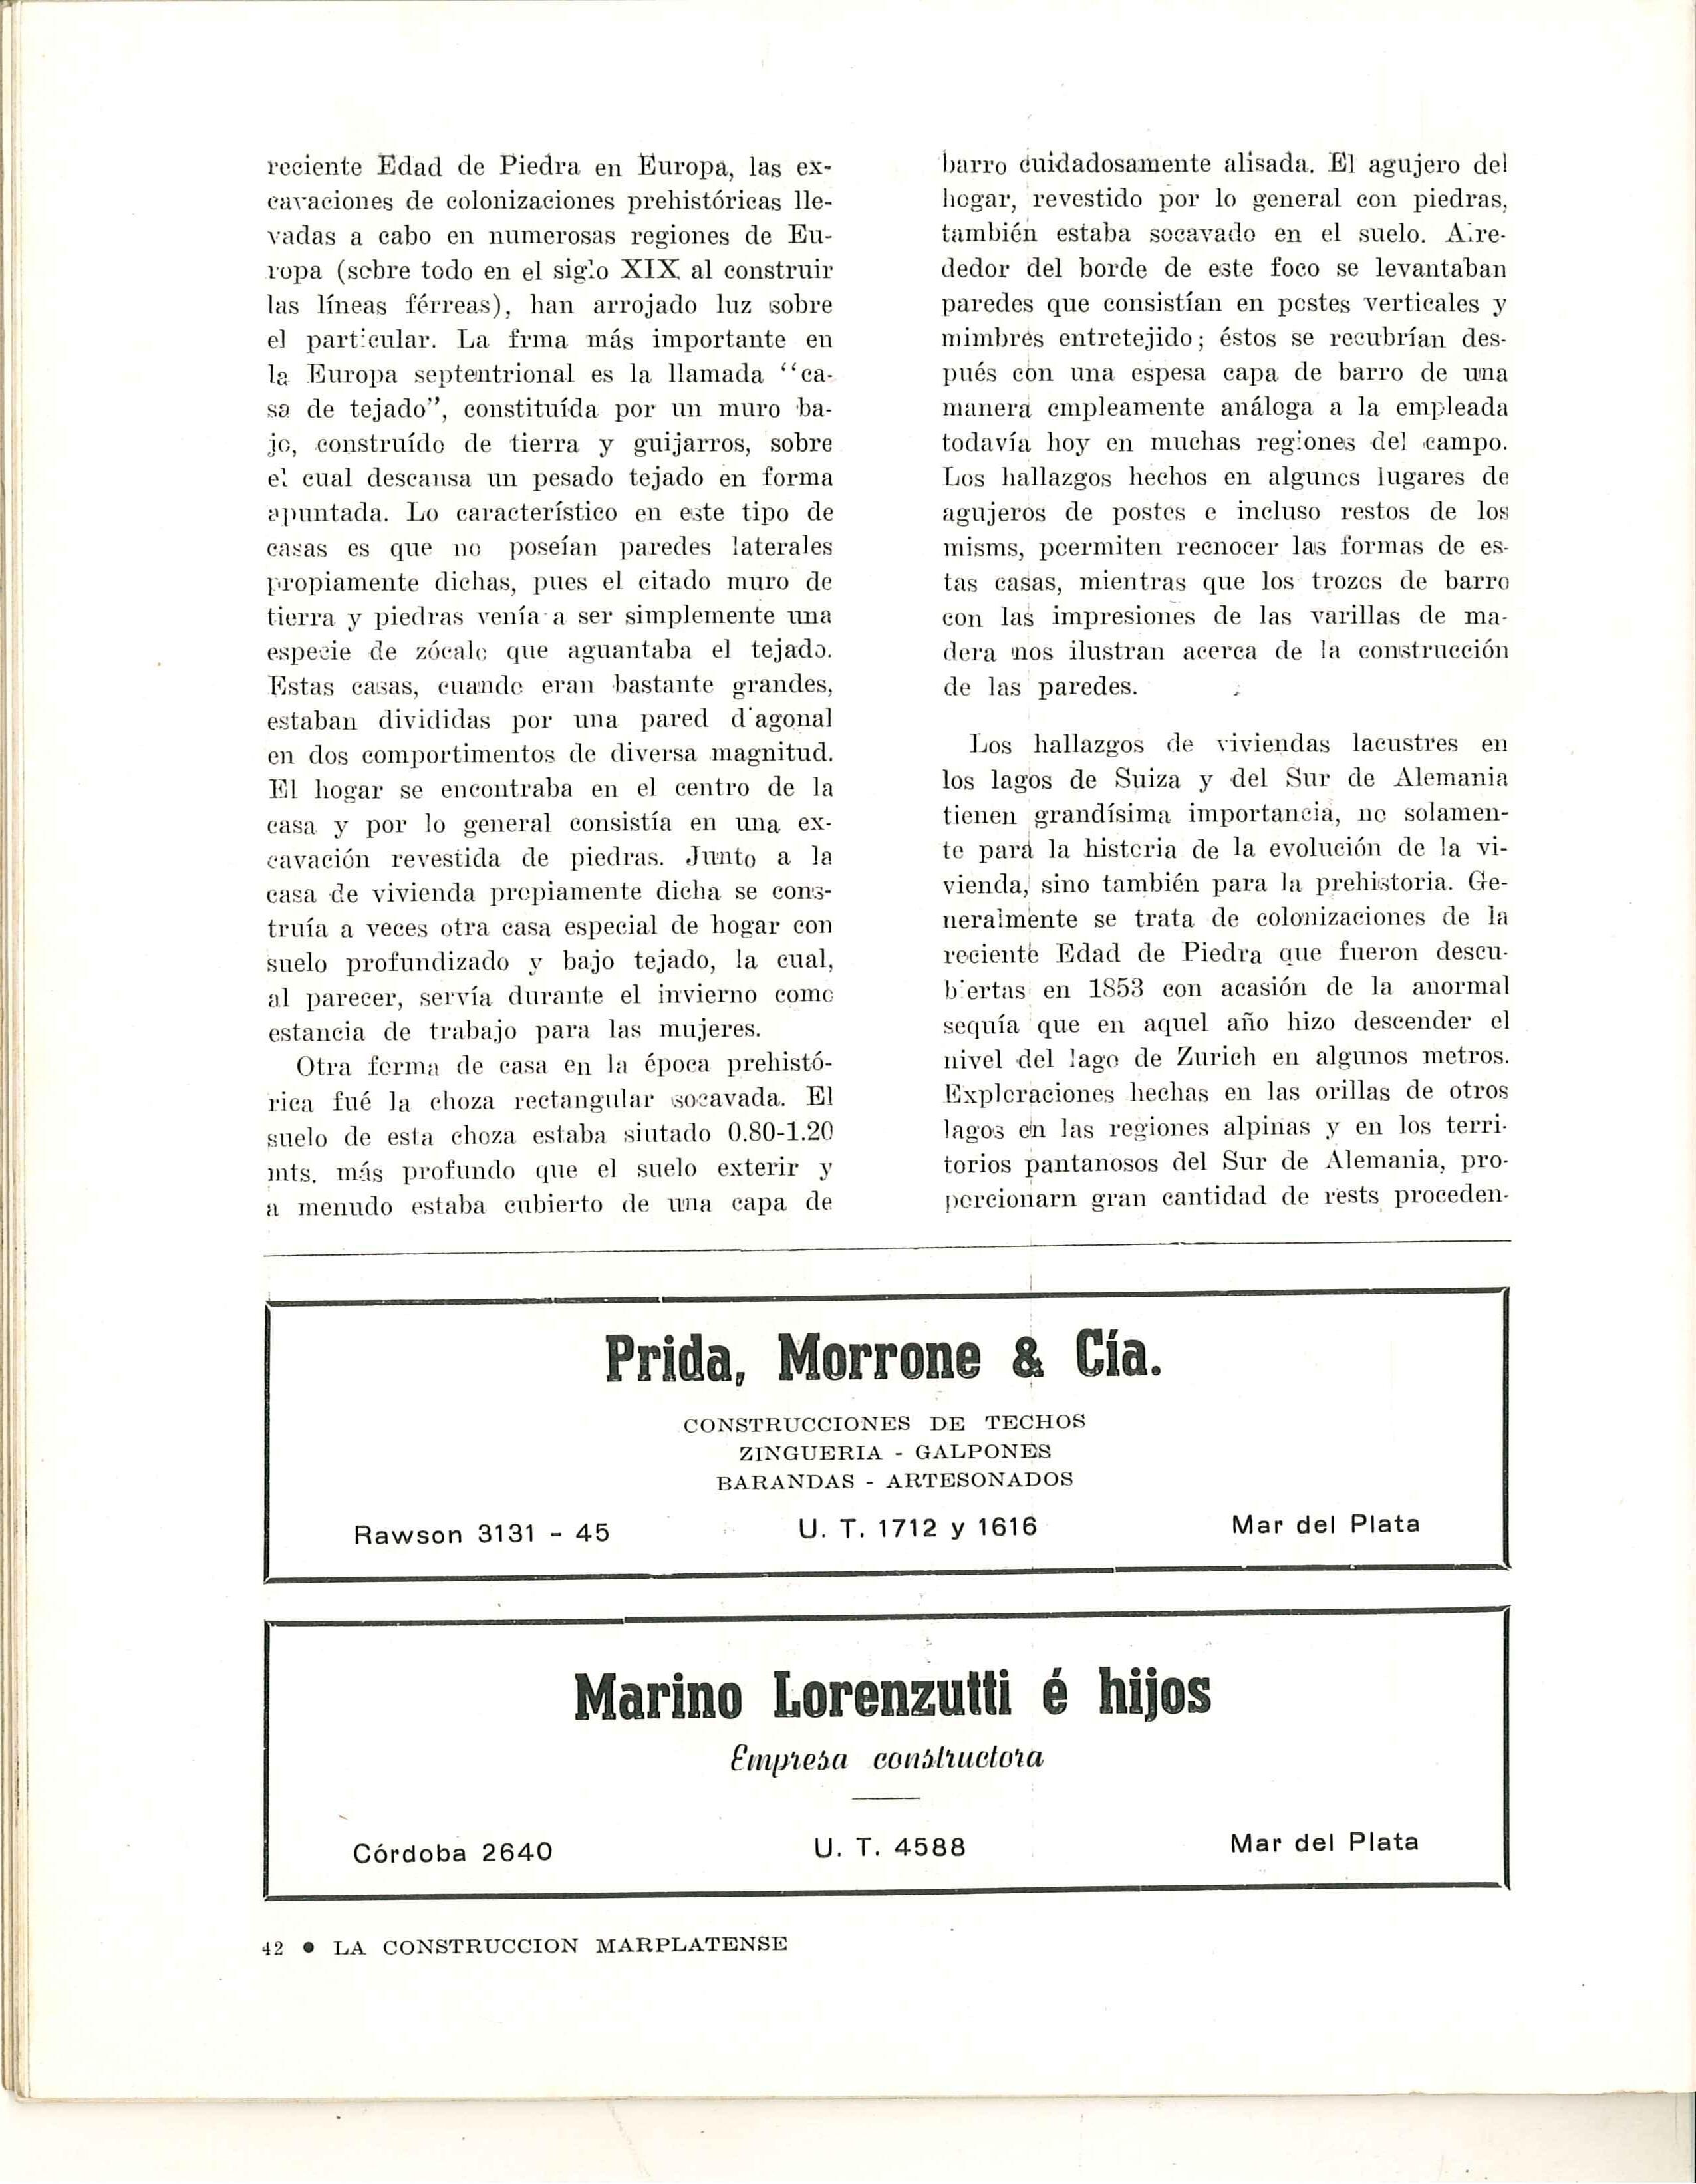 reciente Edad de Piedra en Europa, las ex-
cavaciones de colonizaciones prehistóricas lle-
vadas a cabo en numerosas regiones de Eu-
ropa (sobre todo en el siglo XIX al construir
las líneas férreas), han arrojado luz sobre
el particular. La frma más importante en
la Europa septentrional es la llamada “ca-
sa de tejado”, constituída por un muro ba-
jo, construído de tierra y guijarros, sobre
el cual descansa un pesado tejado en forma
apuntada. Lo característico en este tipo de
casas es que no poseían paredes laterales
propiamente dichas, pues el citado muro de
tierra y piedras venía a ser simplemente una
especie de zócalo que aguantaba el tejado.
Estas casas, cuando eran bastante grandes,
estaban divididas por una pared diagonal
en dos comportimentos de diversa magnitud.
El hogar se encontraba en el centro de la
casa y por lo general consistía en una ex-
cavación revestida de piedras. Junto a la
casa de vivienda propiamente dicha se cons-
truía a veces otra casa especial de hogar con
suelo profundizado y bajo tejado, la cual,
al parecer, servía durante el invierno como
estancia de trabajo para las mujeres.
Otra forma de casa en la época prehistó-
rica fué la choza rectangular socavada. El
suelo de esta choza estaba siutado 0.80-1.20
mts. más profundo que el suelo exterir y
a menudo estaba cubierto de una capa de
barro cuidadosamente alisada. El agujero del
hogar, revestido por lo general con piedras,
también estaba socavado en el suelo. Alre-
dedor del borde de este foco se levantaban
paredes que consistían en postes verticales y
mimbres entretejido; éstos se recubrían des-
pués con una espesa capa de barro de una
manera cmpleamente análoga a la empleada
todavía hoy en muchas regiones del campo.
Los hallazgos hechos en algunos lugares de
agujeros de postes e incluso restos de los
misms, pcermiten recnocer las formas de es-
tas casas, mientras que los trozos de barro
con las impresiones de las varillas de ma-
dera nos ilustran acerca de la construcción
de las paredes.
Los hallazgos de viviendas lacustres en
los lagos de Suiza y del Sur de Alemania
tienen grandísima importancia, no solamen-
te para la historia de la evolución de la vi-
vienda, sino también para la prehistoria. Ge-
neralmente se trata de colonizaciones de la
reciente Edad de Piedra que fueron descu-
biertas en 1853 con acasión de la anormal
sequía que en aquel año hizo descender el
nivel del lago de Zurich en algunos metros.
Exploraciones hechas en las orillas de otros
lagos en las regiones alpinas y en los terri-
torios pantanosos del Sur de Alemania, pro-
porcionarn gran cantidad de rests proceden-
Prida, Morrone & Cía.
CONSTRUCCIONES DE TECHOS
ZINGUERIA - GALPONES
BARANDAS - ARTESONADOS
Rawson 3131 - 45 U. T. 1712 y 1616 Mar del Plata
Marino Lorenzutti é hijos
Empresa constructora
Córdoba 2640 U. T. 4588 Mar del Plata
42 • LA CONSTRUCCION MARPLATENSE